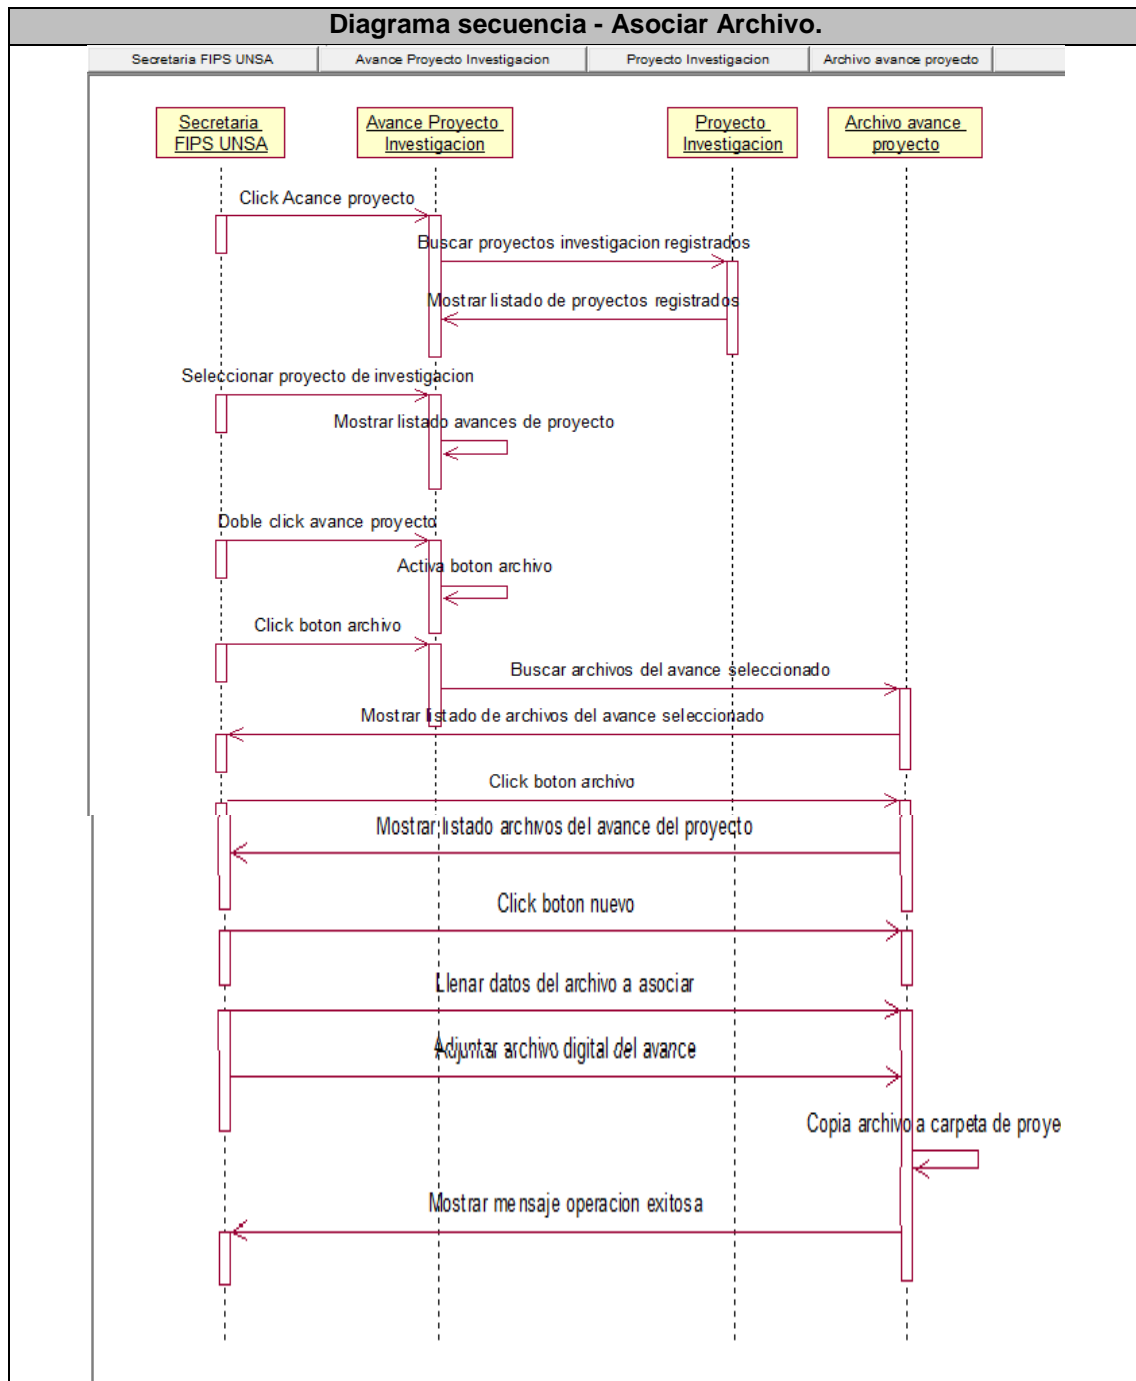 Diagrama secuencia - Asociar Archivo.
Secretaria FIPS UNSA
Avance Proyecto Investigacion
Proyecto Investigacion
Archivo avance proyecto
Secretaria
FIPS UNSA
Avance Proyecto
Investigacion
Proyecto
Investigacion
Archivo avance
proyecto
Click Acance proyecto
Buscar proyectos investigacion registrados
Mostrar listado de proyectos registrados
Seleccionar proyecto de investigacion
Mostrar listado avances de proyecto
Doble click avance proyecto
Activa boton archivo
Click boton archivo
Buscar archivos del avance seleccionado
Mostrar listado de archivos del avance seleccionado
Click boton archivo
Mostrar listado archivos del avance del proyecto
Click boton nuevo
Llenar datos del archivo a asociar
Adjuntar archivo digital del avance
Copia archivo a carpeta de proye
Mostrar mensaje operacion exitosa